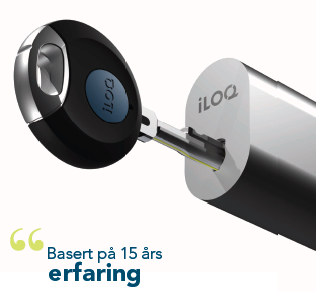 iLOQ
iLOQ
“
Basert på 15 års
erfaring